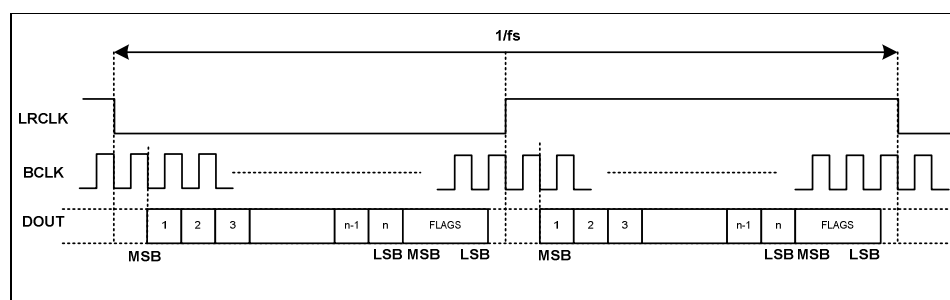 1/fs
LRCLK
BCLK
DOUT 1 2 3 n-1 n FLAGS 1 2 3 n-1 n FLAGS
MSB LSB MSB LSB MSB LSB MSB LSB